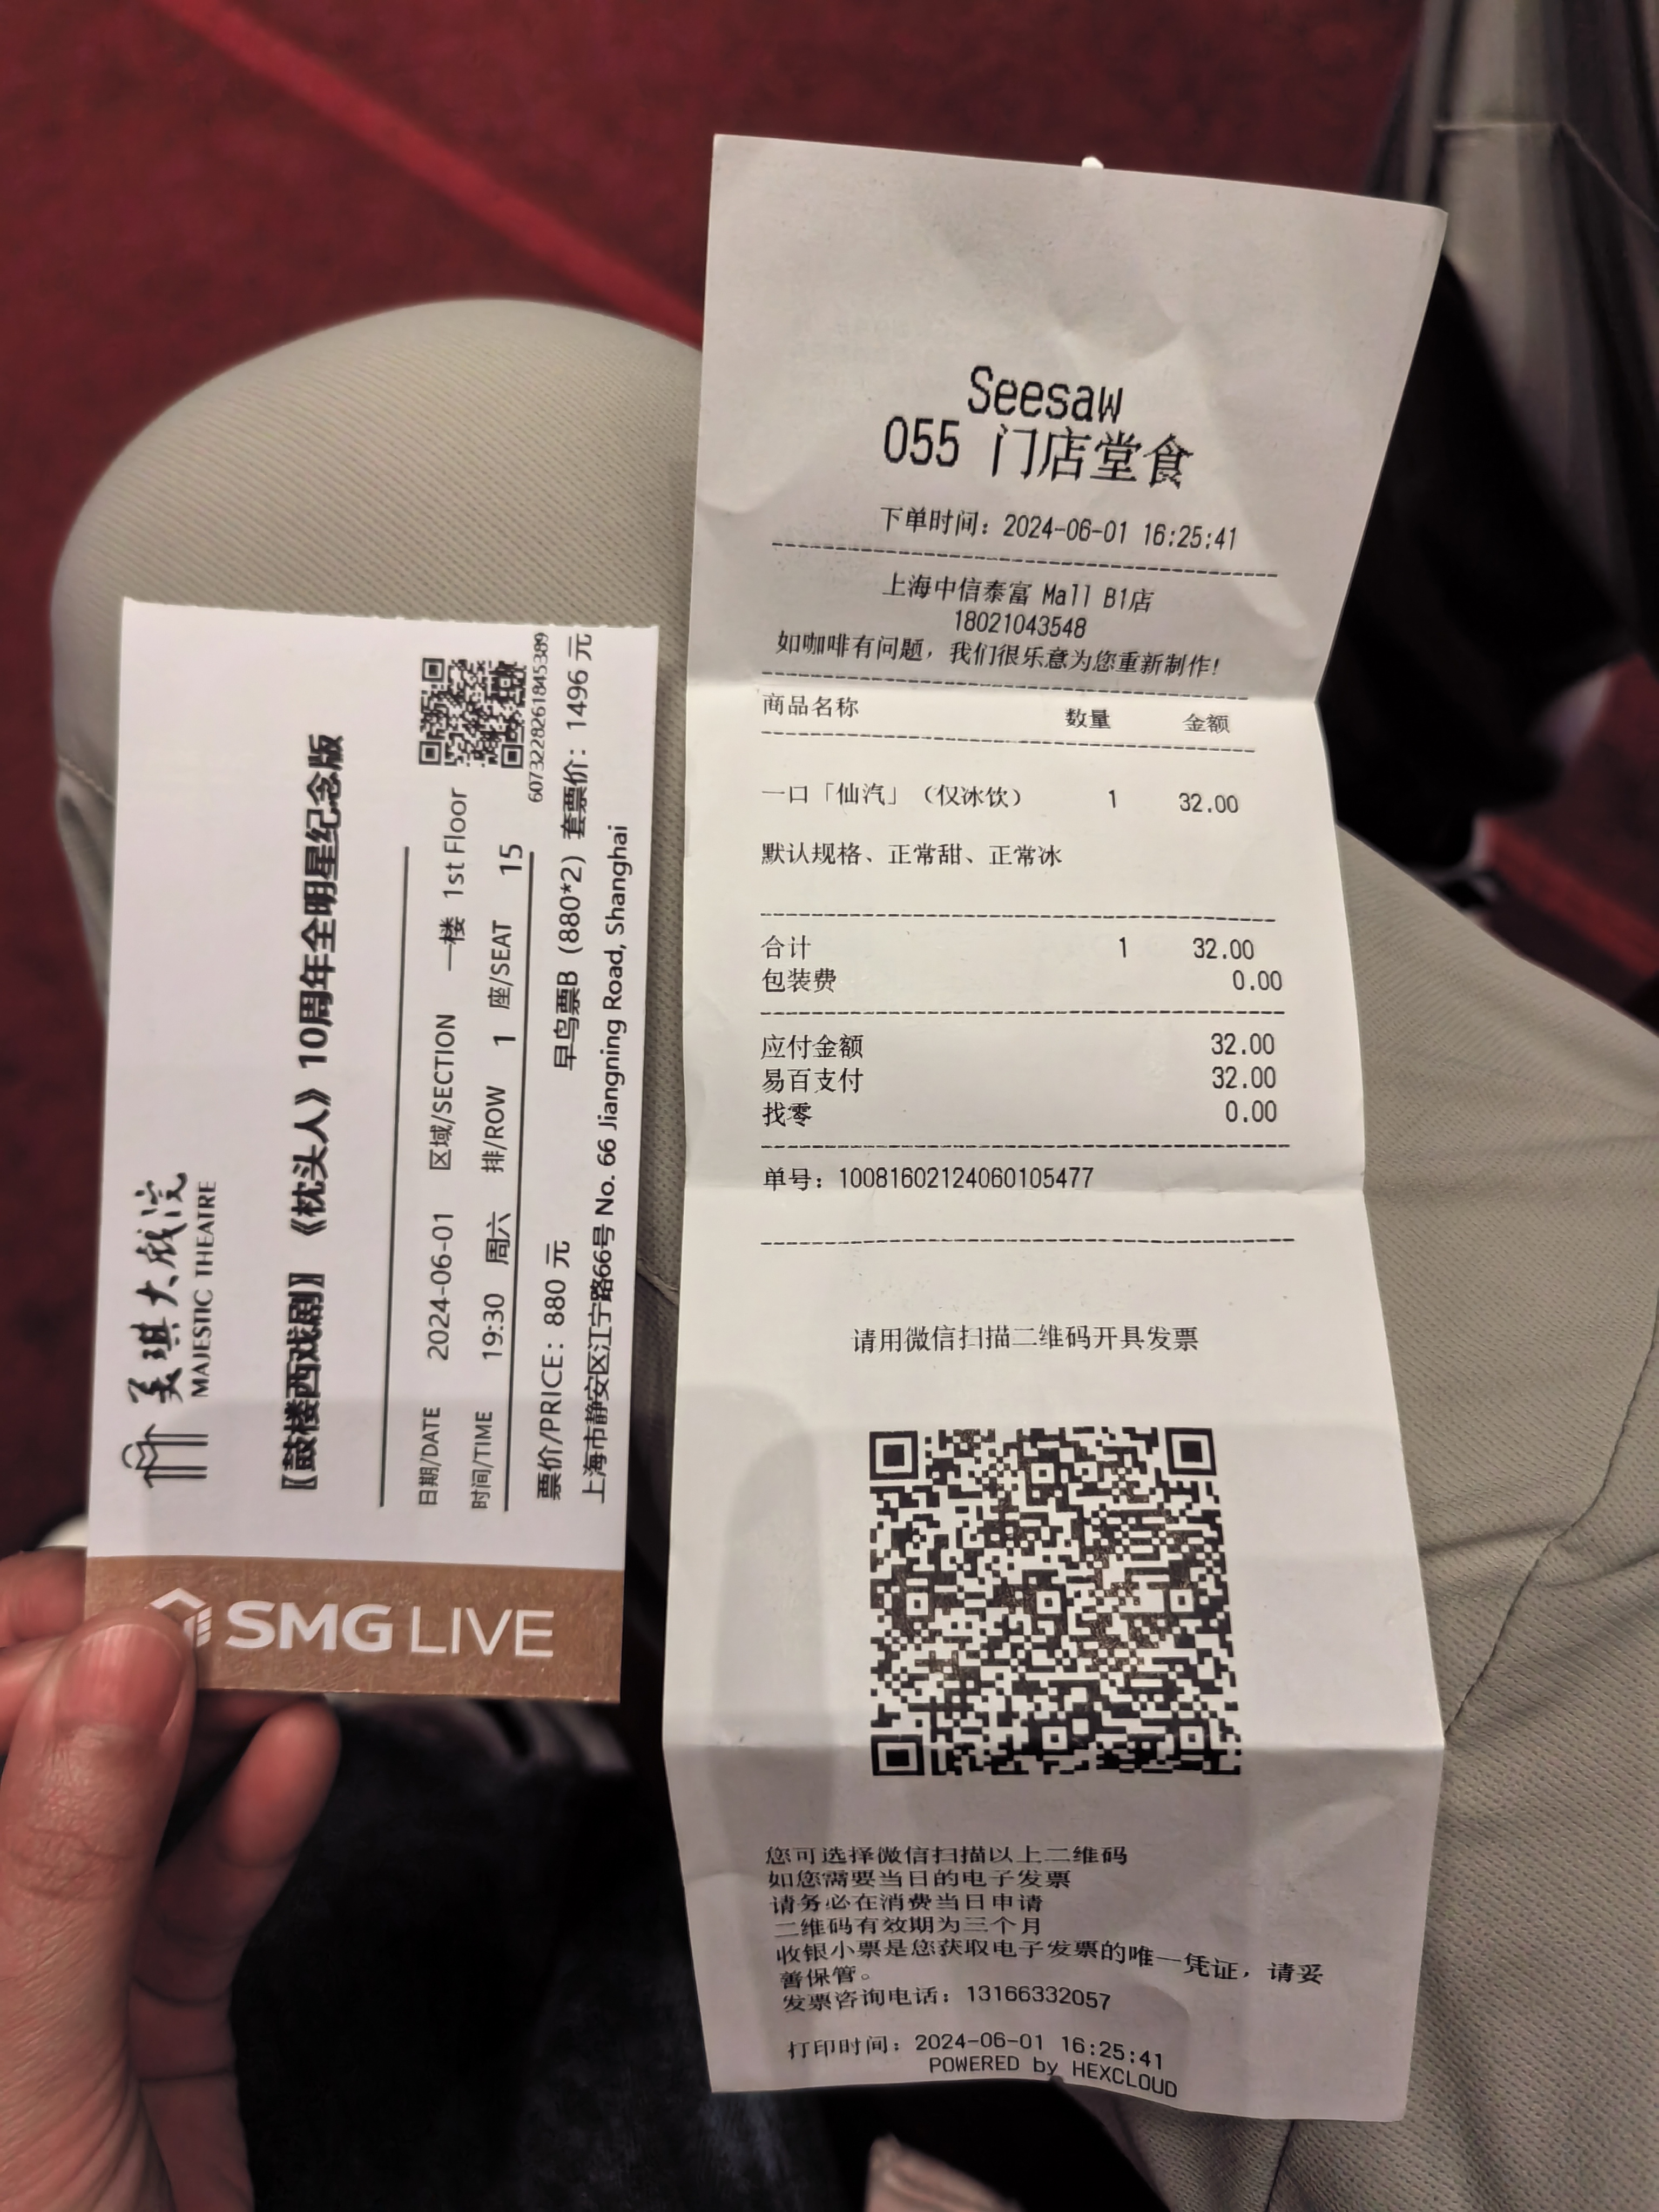 美琪大戏院
MAJESTIC THEATRE
〖鼓楼西戏剧〗《枕头人》10周年全明星纪念版
日期/DATE 2024-06-01 区域/SECTION 一楼 1st Floor
时间/TIME 19:30 周六 排/ROW 1 座/SEAT 15
607322826184538​9
票价/PRICE: 880 元 早鸟票B (880*2) 套票价: 1496 元
上海市静安区江宁路66号 No. 66 Jiangning Road, Shanghai
SMG LIVE
Seesaw
055 门店堂食
下单时间: 2024-06-01 16:25:41
上海中信泰富 Mall B1店
18021043548
如咖啡有问题, 我们很乐意为您重新制作!
商品名称 数量 金额
一口「仙汽」(仅冰饮) 1 32.00
默认规格、正常甜、正常冰
合计 1 32.00
包装费 0.00
应付金额 32.00
易百支付 32.00
找零 0.00
单号: 10081602124060105477
请用微信扫描二维码开具发票
您可选择微信扫描以上二维码
如您需要当日的电子发票
请务必在消费当日申请
二维码有效期为三个月
收银小票是您获取电子发票的唯一凭证, 请妥
善保管。
发票咨询电话: 13166332057
打印时间: 2024-06-01 16:25:41
POWERED by HEXCLOUD